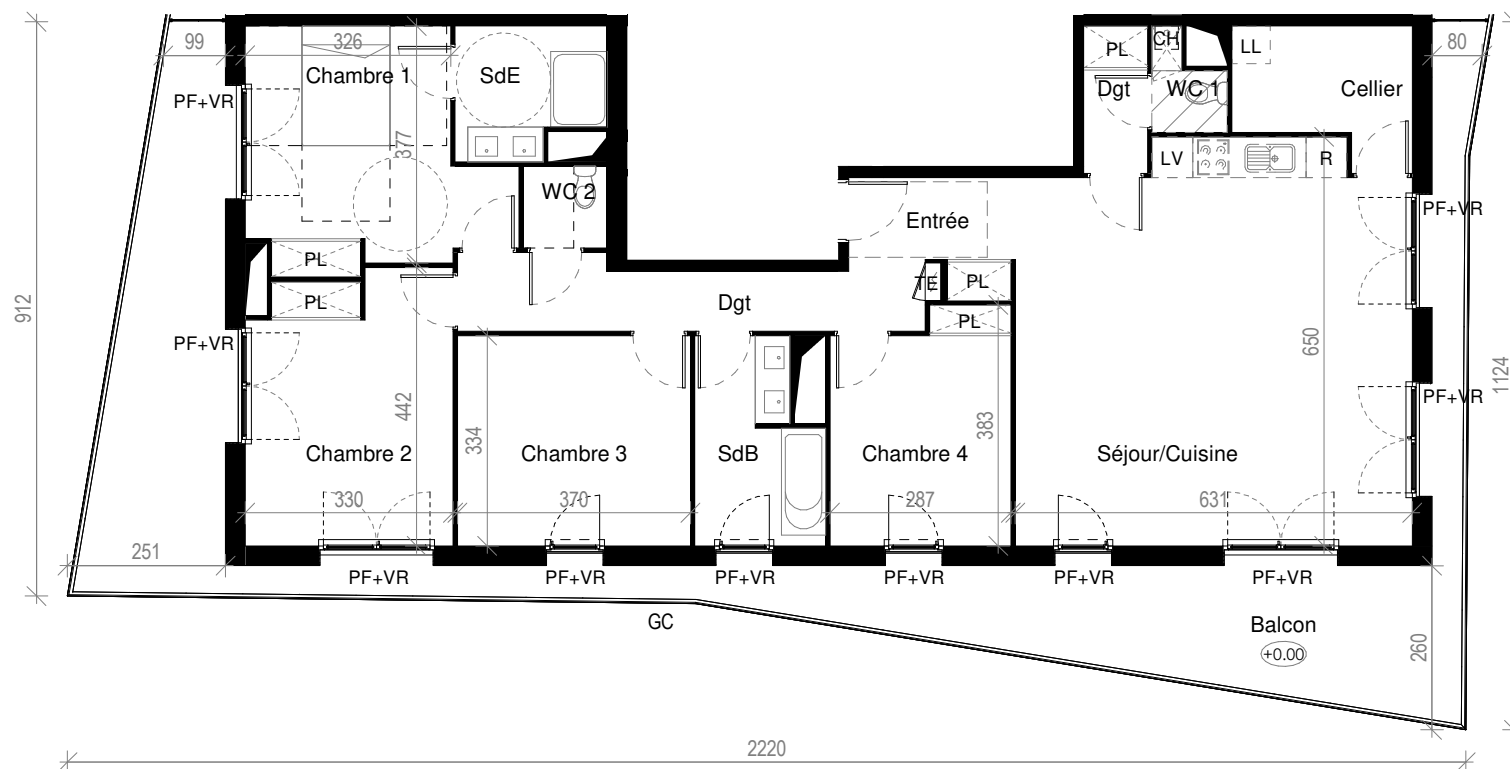 99
326
80
PL
CH
LL
Chambre 1
SdE
Dgt
WC 1
Cellier
PF+VR
377
LV
R
WC 2
Entrée
PF+VR
PL
TE
PL
PL
Dgt
PL
912
PF+VR
650
1124
442
334
383
PF+VR
Chambre 2
Chambre 3
SdB
Chambre 4
Séjour/Cuisine
330
370
287
631
251
PF+VR
PF+VR
PF+VR
PF+VR
PF+VR
PF+VR
GC
Balcon
+0.00
260
2220